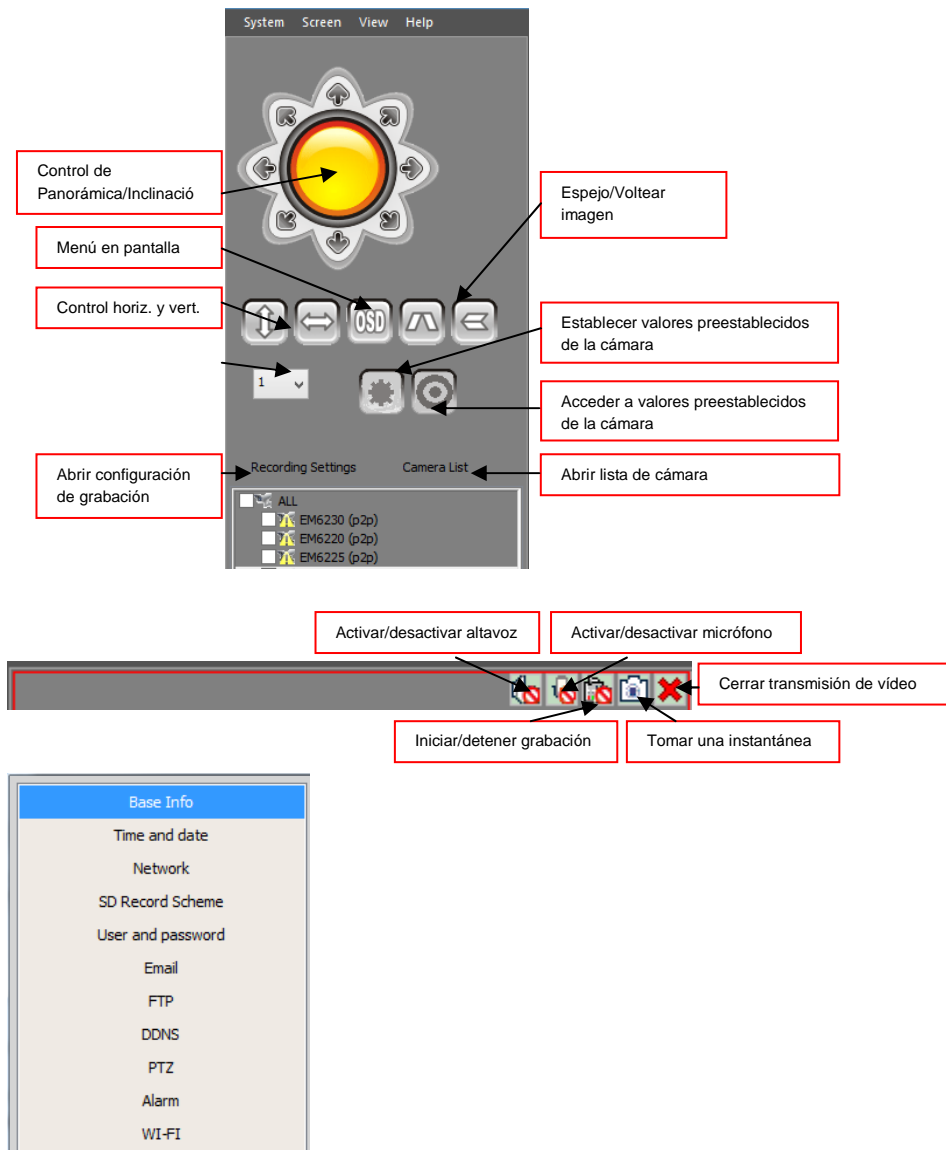 System Screen View Help
Control de
Panorámica/Inclinació
Espejo/Voltear
imagen
Menú en pantalla
Control horiz. y vert.
OSD
Establecer valores preestablecidos
de la cámara
1
Acceder a valores preestablecidos
de la cámara
Abrir configuración
de grabación
Recording Settings
Camera List
Abrir lista de cámara
ALL
EM6230 (p2p)
EM6220 (p2p)
EM6225 (p2p)
Activar/desactivar altavoz
Activar/desactivar micrófono
Cerrar transmisión de vídeo
Iniciar/detener grabación
Tomar una instantánea
Base Info
Time and date
Network
SD Record Scheme
User and password
Email
FTP
DDNS
PTZ
Alarm
WI-FI